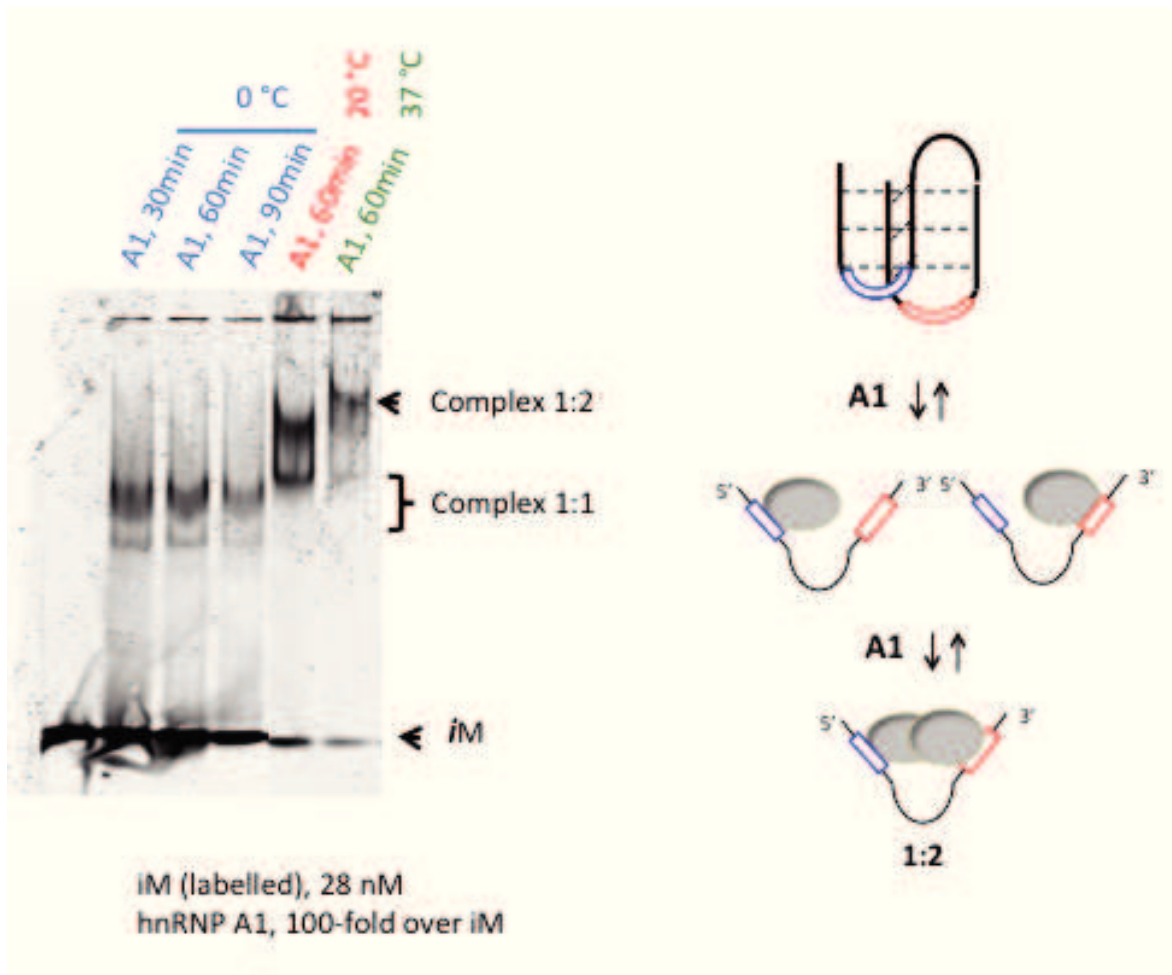 0 °C
20 °C
37 °C
A1, 30min
A1, 60min
A1, 90min
A1, 60min
A1, 60min
Complex 1:2
Complex 1:1
iM
iM (labelled), 28 nM
hnRNP A1, 100-fold over iM
A1
5' 3' 5' 3'
A1
5' 3'
1:2